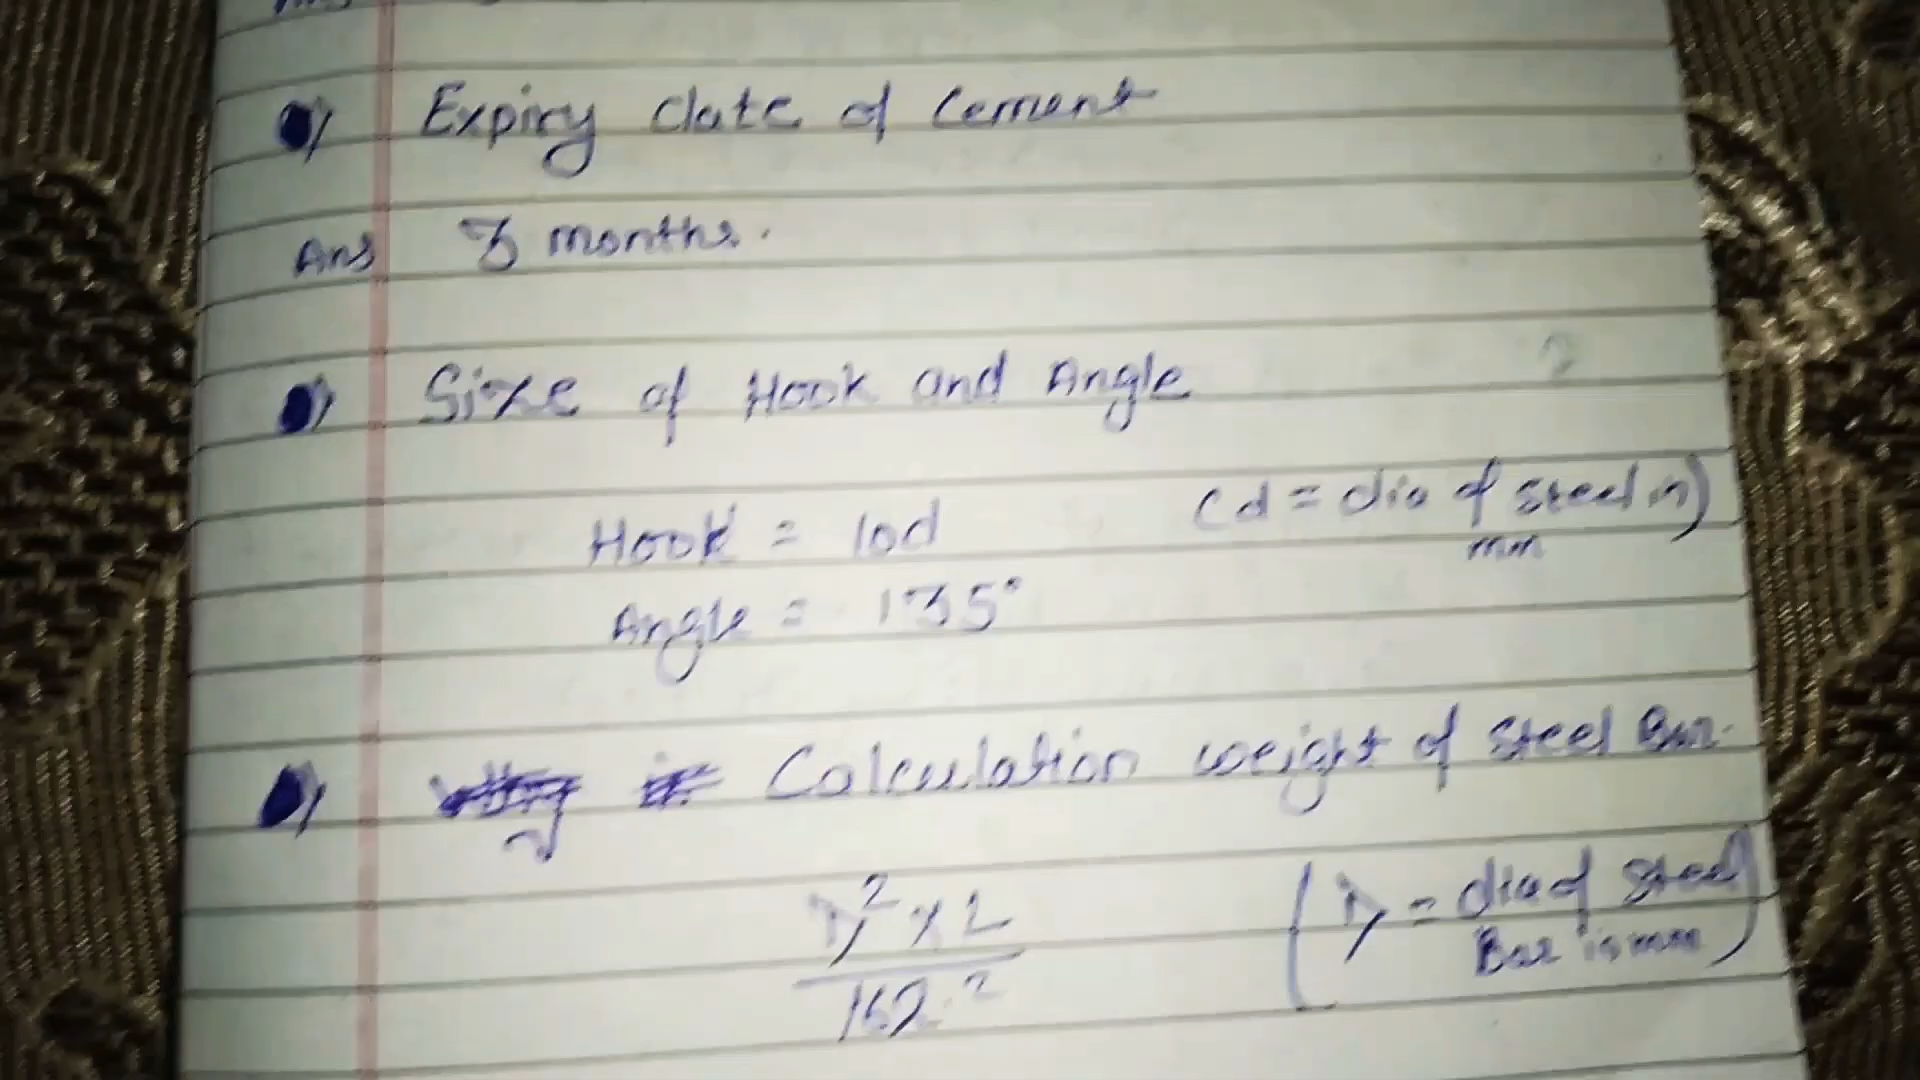 Expiry date of Cement
Ans 3 months.
Size of Hook and Angle
Hook = 10d (d = dia of steel in mm)
Angle = 135°
Calculation weight of Steel Bar.
D² x L / 162.2 (D = dia of Steel Bar in mm)